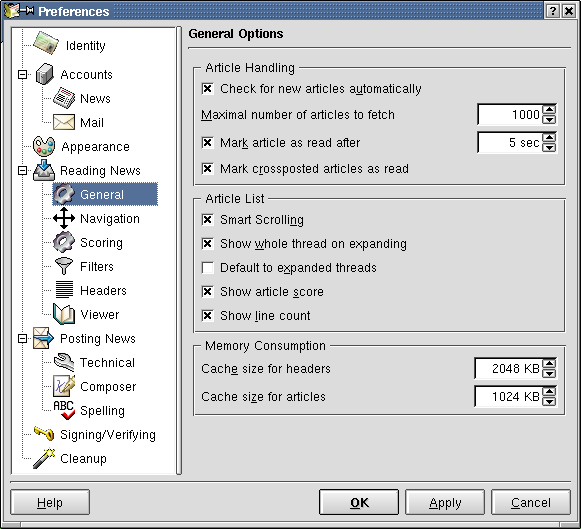 Preferences
Identity
Accounts
News
Mail
Appearance
Reading News
General
Navigation
Scoring
Filters
Headers
Viewer
Posting News
Technical
Composer
ABC
Spelling
Signing/Verifying
Cleanup
General Options
Article Handling
Check for new articles automatically
Maximal number of articles to fetch 1000
Mark article as read after 5 sec
Mark crossposted articles as read
Article List
Smart Scrolling
Show whole thread on expanding
Default to expanded threads
Show article score
Show line count
Memory Consumption
Cache size for headers 2048 KB
Cache size for articles 1024 KB
Help OK Apply Cancel